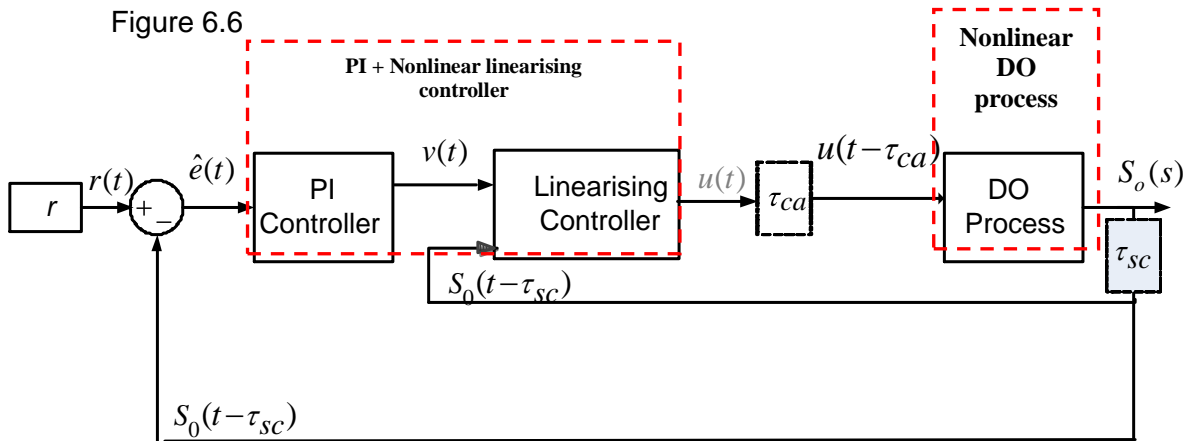 Figure 6.6
PI + Nonlinear linearising
controller
Nonlinear
DO
process
r
r(t)
+
−
ê(t)
PI
Controller
v(t)
Linearising
Controller
u(t)
τca
u(t−τca)
DO
Process
So(s)
τsc
S0(t−τsc)
S0(t−τsc)